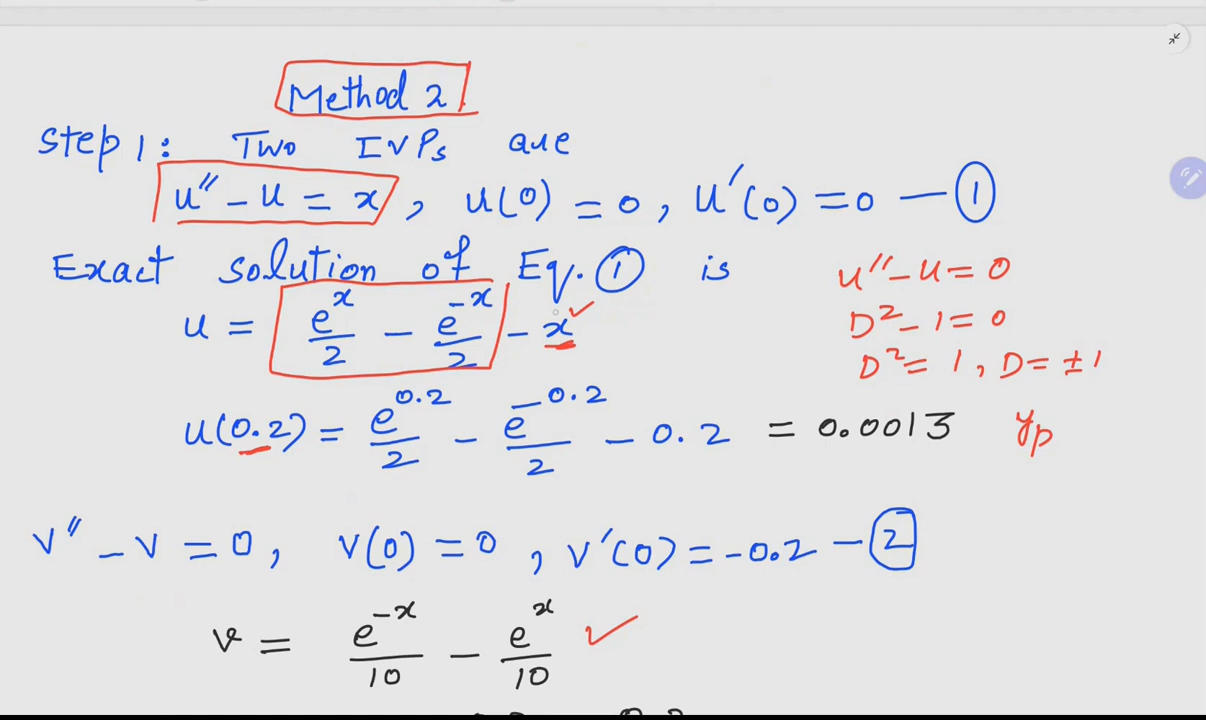 Method 2
Step 1: Two IVPs are
u″ - u = x, u(0) = 0, u′(0) = 0 — ①
Exact solution of Eq. ① is
u = e^x/2 - e^-x/2 - x ✓
u(0.2) = e^0.2/2 - e^-0.2/2 - 0.2 = 0.0013
u″ - u = 0
D² - 1 = 0
D² = 1, D = ±1
y_p
v″ - v = 0, v(0) = 0, v′(0) = -0.2 — ②
v = e^-x/10 - e^x/10 ✓